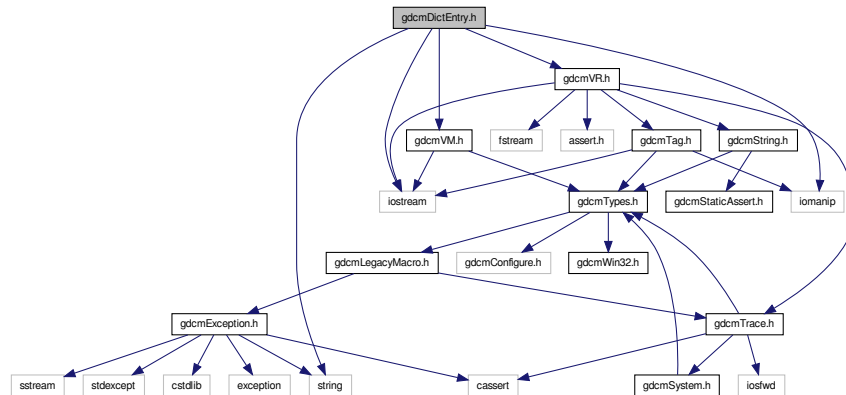 gdcmDictEntry.h
gdcmVR.h
gdcmVM.h
fstream
assert.h
gdcmTag.h
gdcmString.h
iostream
gdcmTypes.h
gdcmStaticAssert.h
iomanip
gdcmLegacyMacro.h
gdcmConfigure.h
gdcmWin32.h
gdcmException.h
gdcmTrace.h
sstream
stdexcept
cstdlib
exception
string
cassert
gdcmSystem.h
iosfwd